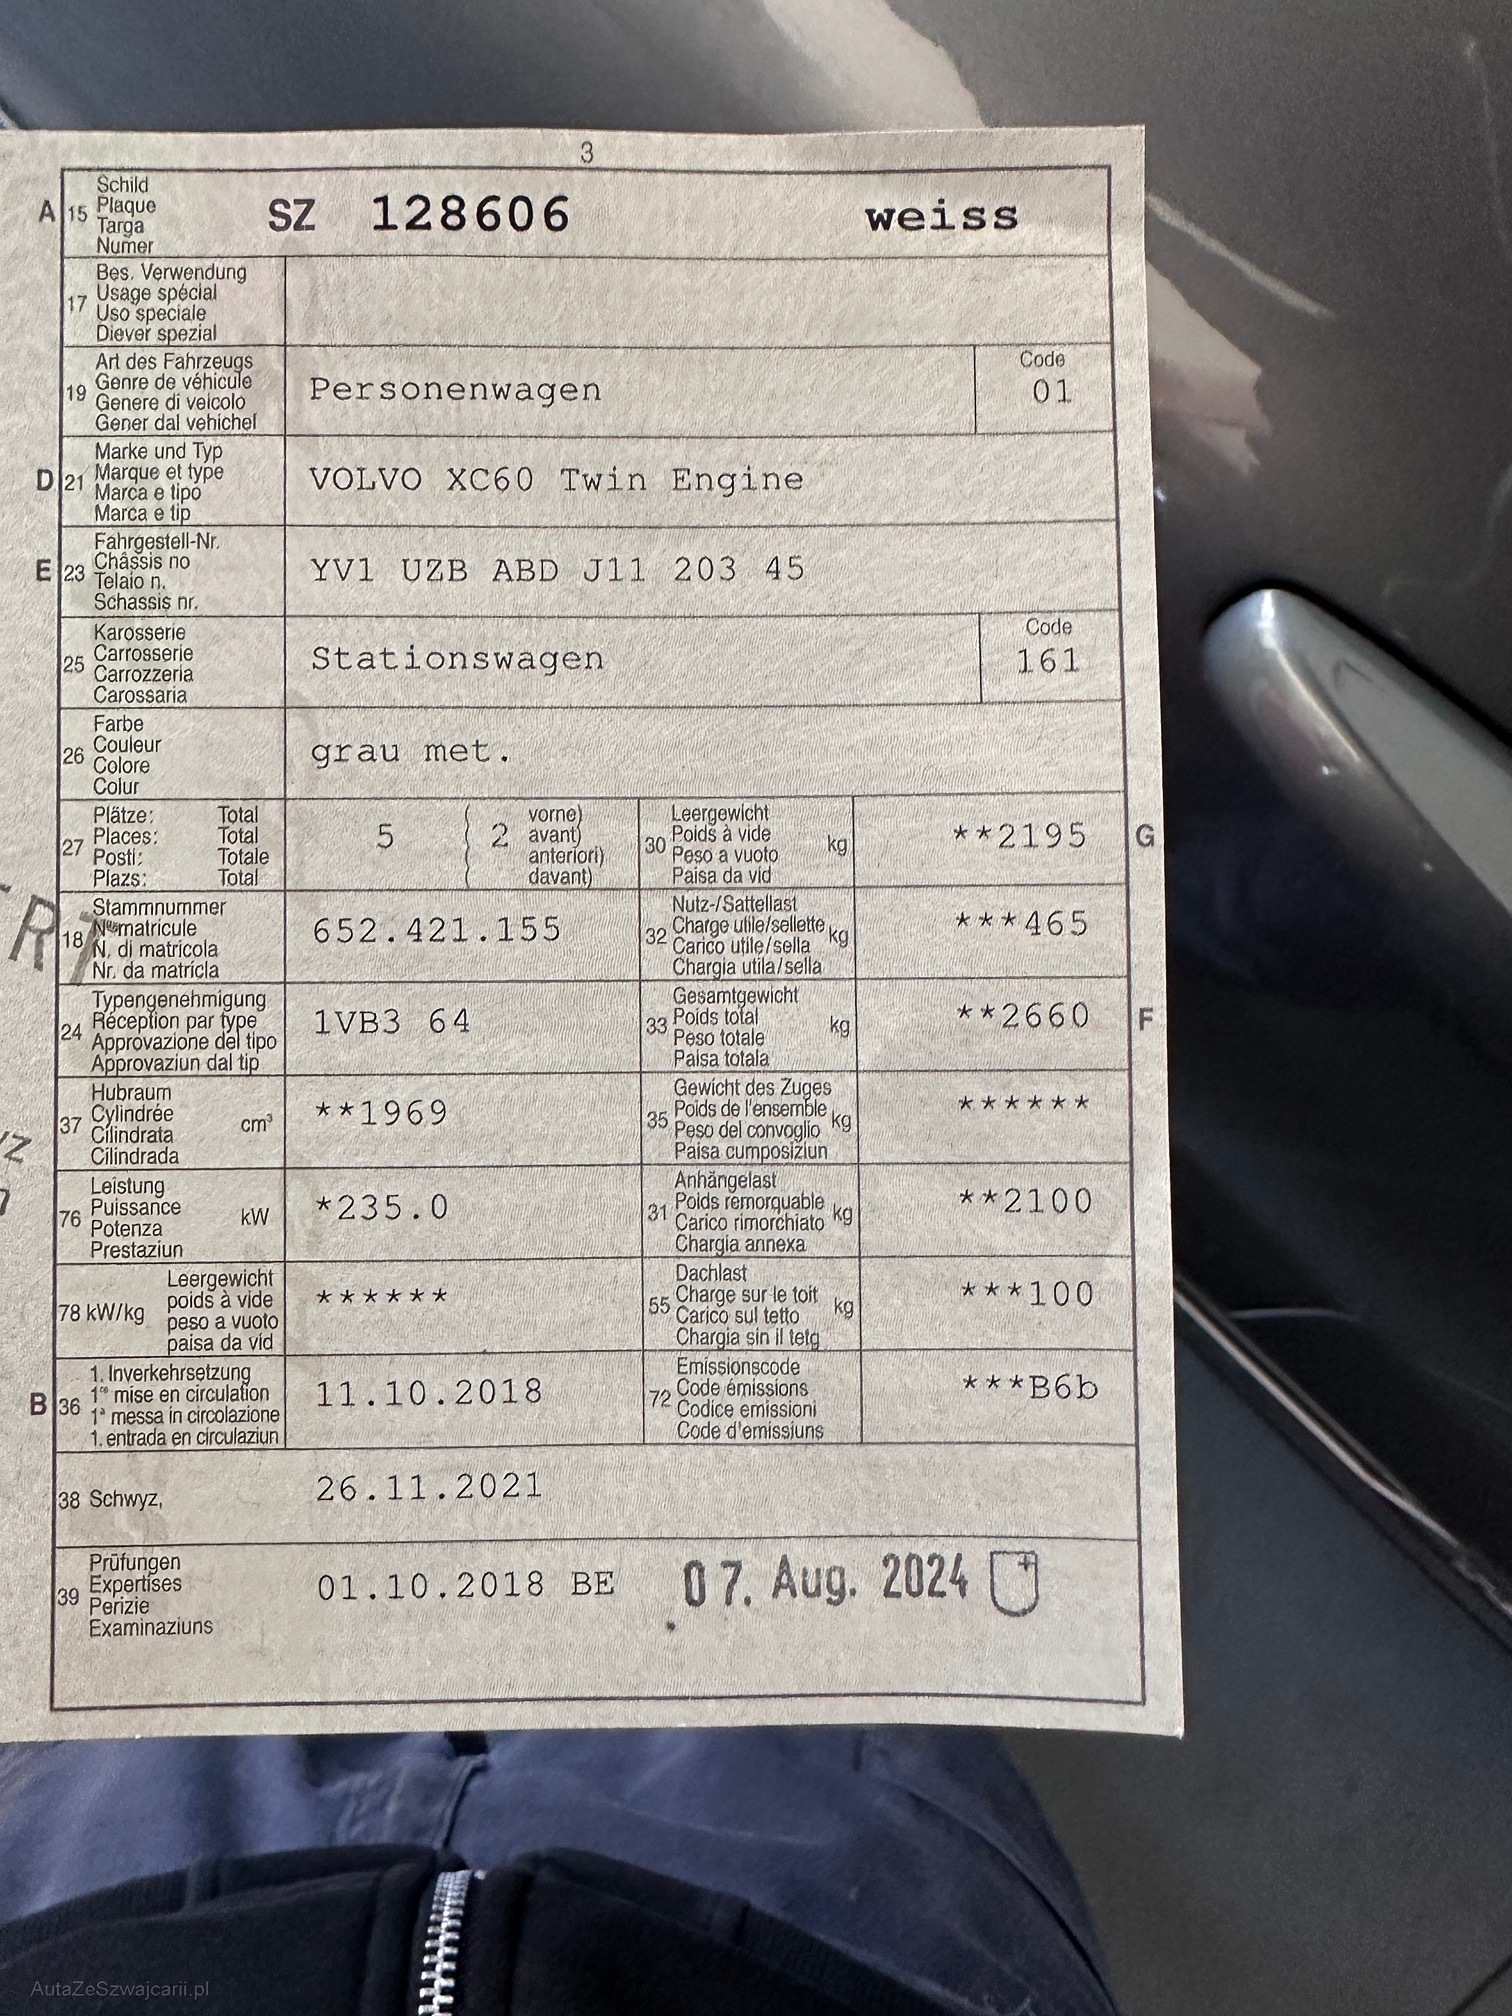 3
A 15 Schild
Plaque
Targa
Numer
SZ 128606 weiss
17 Bes. Verwendung
Usage spécial
Uso speciale
Diever spezial
19 Art des Fahrzeugs
Genre de véhicule
Genere di veicolo
Gener dal vehichel
Personenwagen
Code
01
D 21 Marke und Typ
Marque et type
Marca e tipo
Marca e tip
VOLVO XC60 Twin Engine
E 23 Fahrgestell-Nr.
Châssis no
Telaio n.
Schassis nr.
YV1 UZB ABD J11 203 45
25 Karosserie
Carrosserie
Carrozzeria
Carossaria
Stationswagen
Code
161
26 Farbe
Couleur
Colore
Colur
grau met.
27 Plätze: Total
Places: Total
Posti: Totale
Plazs: Total
5 ( 2 vorne)
( avant)
( anteriori)
( davant)
30 Leergewicht
Poids à vide kg
Peso a vuoto
Paisa da vid
**2195 G
18 Stammnummer
No matricule
N. di matricola
Nr. da matricla
652.421.155
32 Nutz-/Sattellast
Charge utile/sellette kg
Carico utile/sella
Chargia utila/sella
***465
24 Typengenehmigung
Réception par type
Approvazione del tipo
Approvaziun dal tip
1VB3 64
33 Gesamtgewicht
Poids total kg
Peso totale
Paisa totala
**2660 F
37 Hubraum
Cylindrée cm³
Cilindrata
Cilindrada
**1969
35 Gewicht des Zuges
Poids de l'ensemble kg
Peso del convoglio
Paisa cumposiziun
******
76 Leistung
Puissance kW
Potenza
Prestaziun
*235.0
31 Anhängelast
Poids remorquable kg
Carico rimorchiato
Chargia annexa
**2100
78 kW/kg Leergewicht
poids à vide
peso a vuoto
paisa da vid
******
55 Dachlast
Charge sur le toit kg
Carico sul tetto
Chargia sin il tetg
***100
B 36 1. Inverkehrsetzung
1re mise en circulation
1a messa in circolazione
1. entrada en circulaziun
11.10.2018
72 Emissionscode
Code émissions
Codice emissioni
Code d'emissiuns
***B6b
38 Schwyz, 26.11.2021
39 Prüfungen
Expertises
Perizie
Examinaziuns
01.10.2018 BE 07. Aug. 2024
AutaZeSzwajcarii.pl